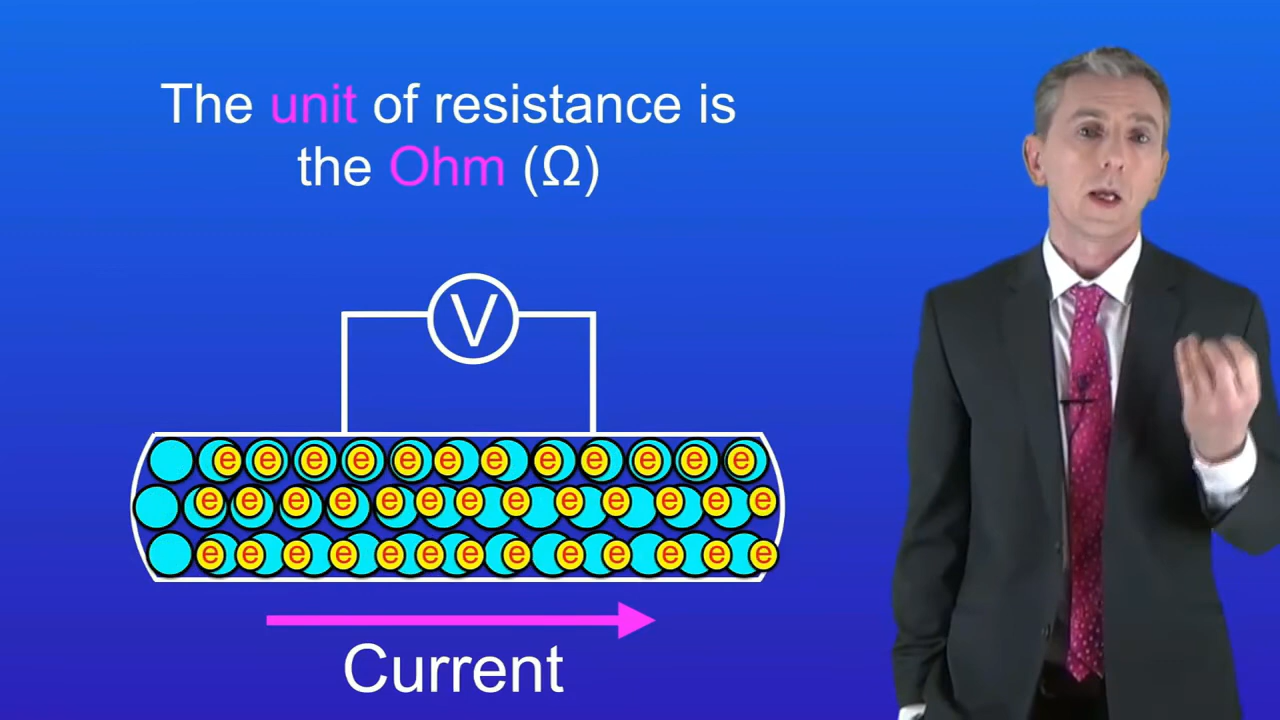 The unit of resistance is
the Ohm (Ω)
V
e e e e e e e e e e e e
e e e e e e e e e e e e e
e e e e e e e e e e e e e
Current